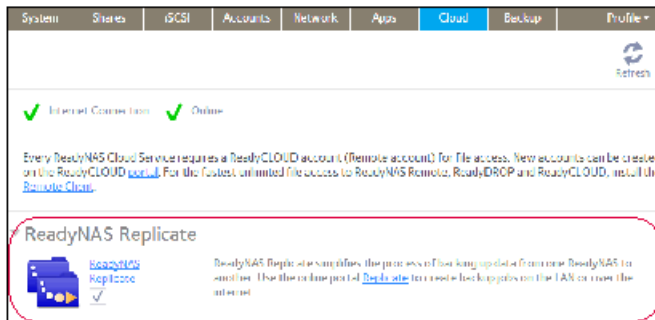 System Shares iSCSI Accounts Network Apps Cloud Backup Profile
Refresh
Internet Connection Online
Every ReadyNAS Cloud Service requires a ReadyCLOUD account (Remote account) for file access. New accounts can be create
on the ReadyCLOUD portal. For the fastest unlimited file access to ReadyNAS Remote, ReadyDROP and ReadyCLOUD, install th
Remote Client.
ReadyNAS Replicate
ReadyNAS
Replicate
ReadyNAS Replicate simplifies the process of backing up data from one ReadyNAS to
another. Use the online portal Replicate to create backup jobs on the LAN or over the
internet